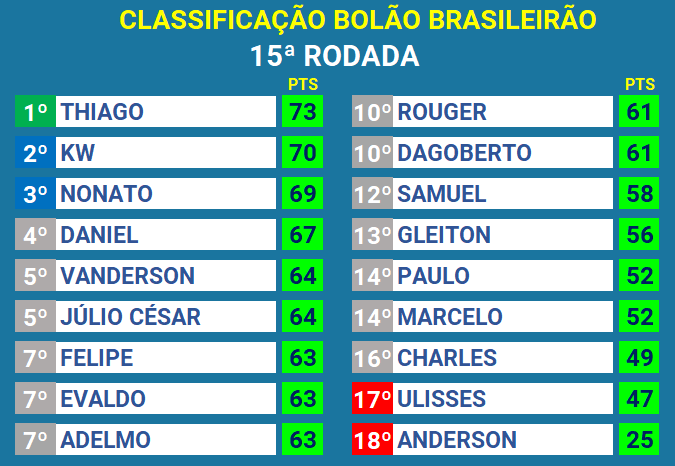 CLASSIFICAÇÃO BOLÃO BRASILEIRÃO
15ª RODADA
PTS
1º THIAGO 73
2º KW 70
3º NONATO 69
4º DANIEL 67
5º VANDERSON 64
5º JÚLIO CÉSAR 64
7º FELIPE 63
7º EVALDO 63
7º ADELMO 63
PTS
10º ROUGER 61
10º DAGOBERTO 61
12º SAMUEL 58
13º GLEITON 56
14º PAULO 52
14º MARCELO 52
16º CHARLES 49
17º ULISSES 47
18º ANDERSON 25